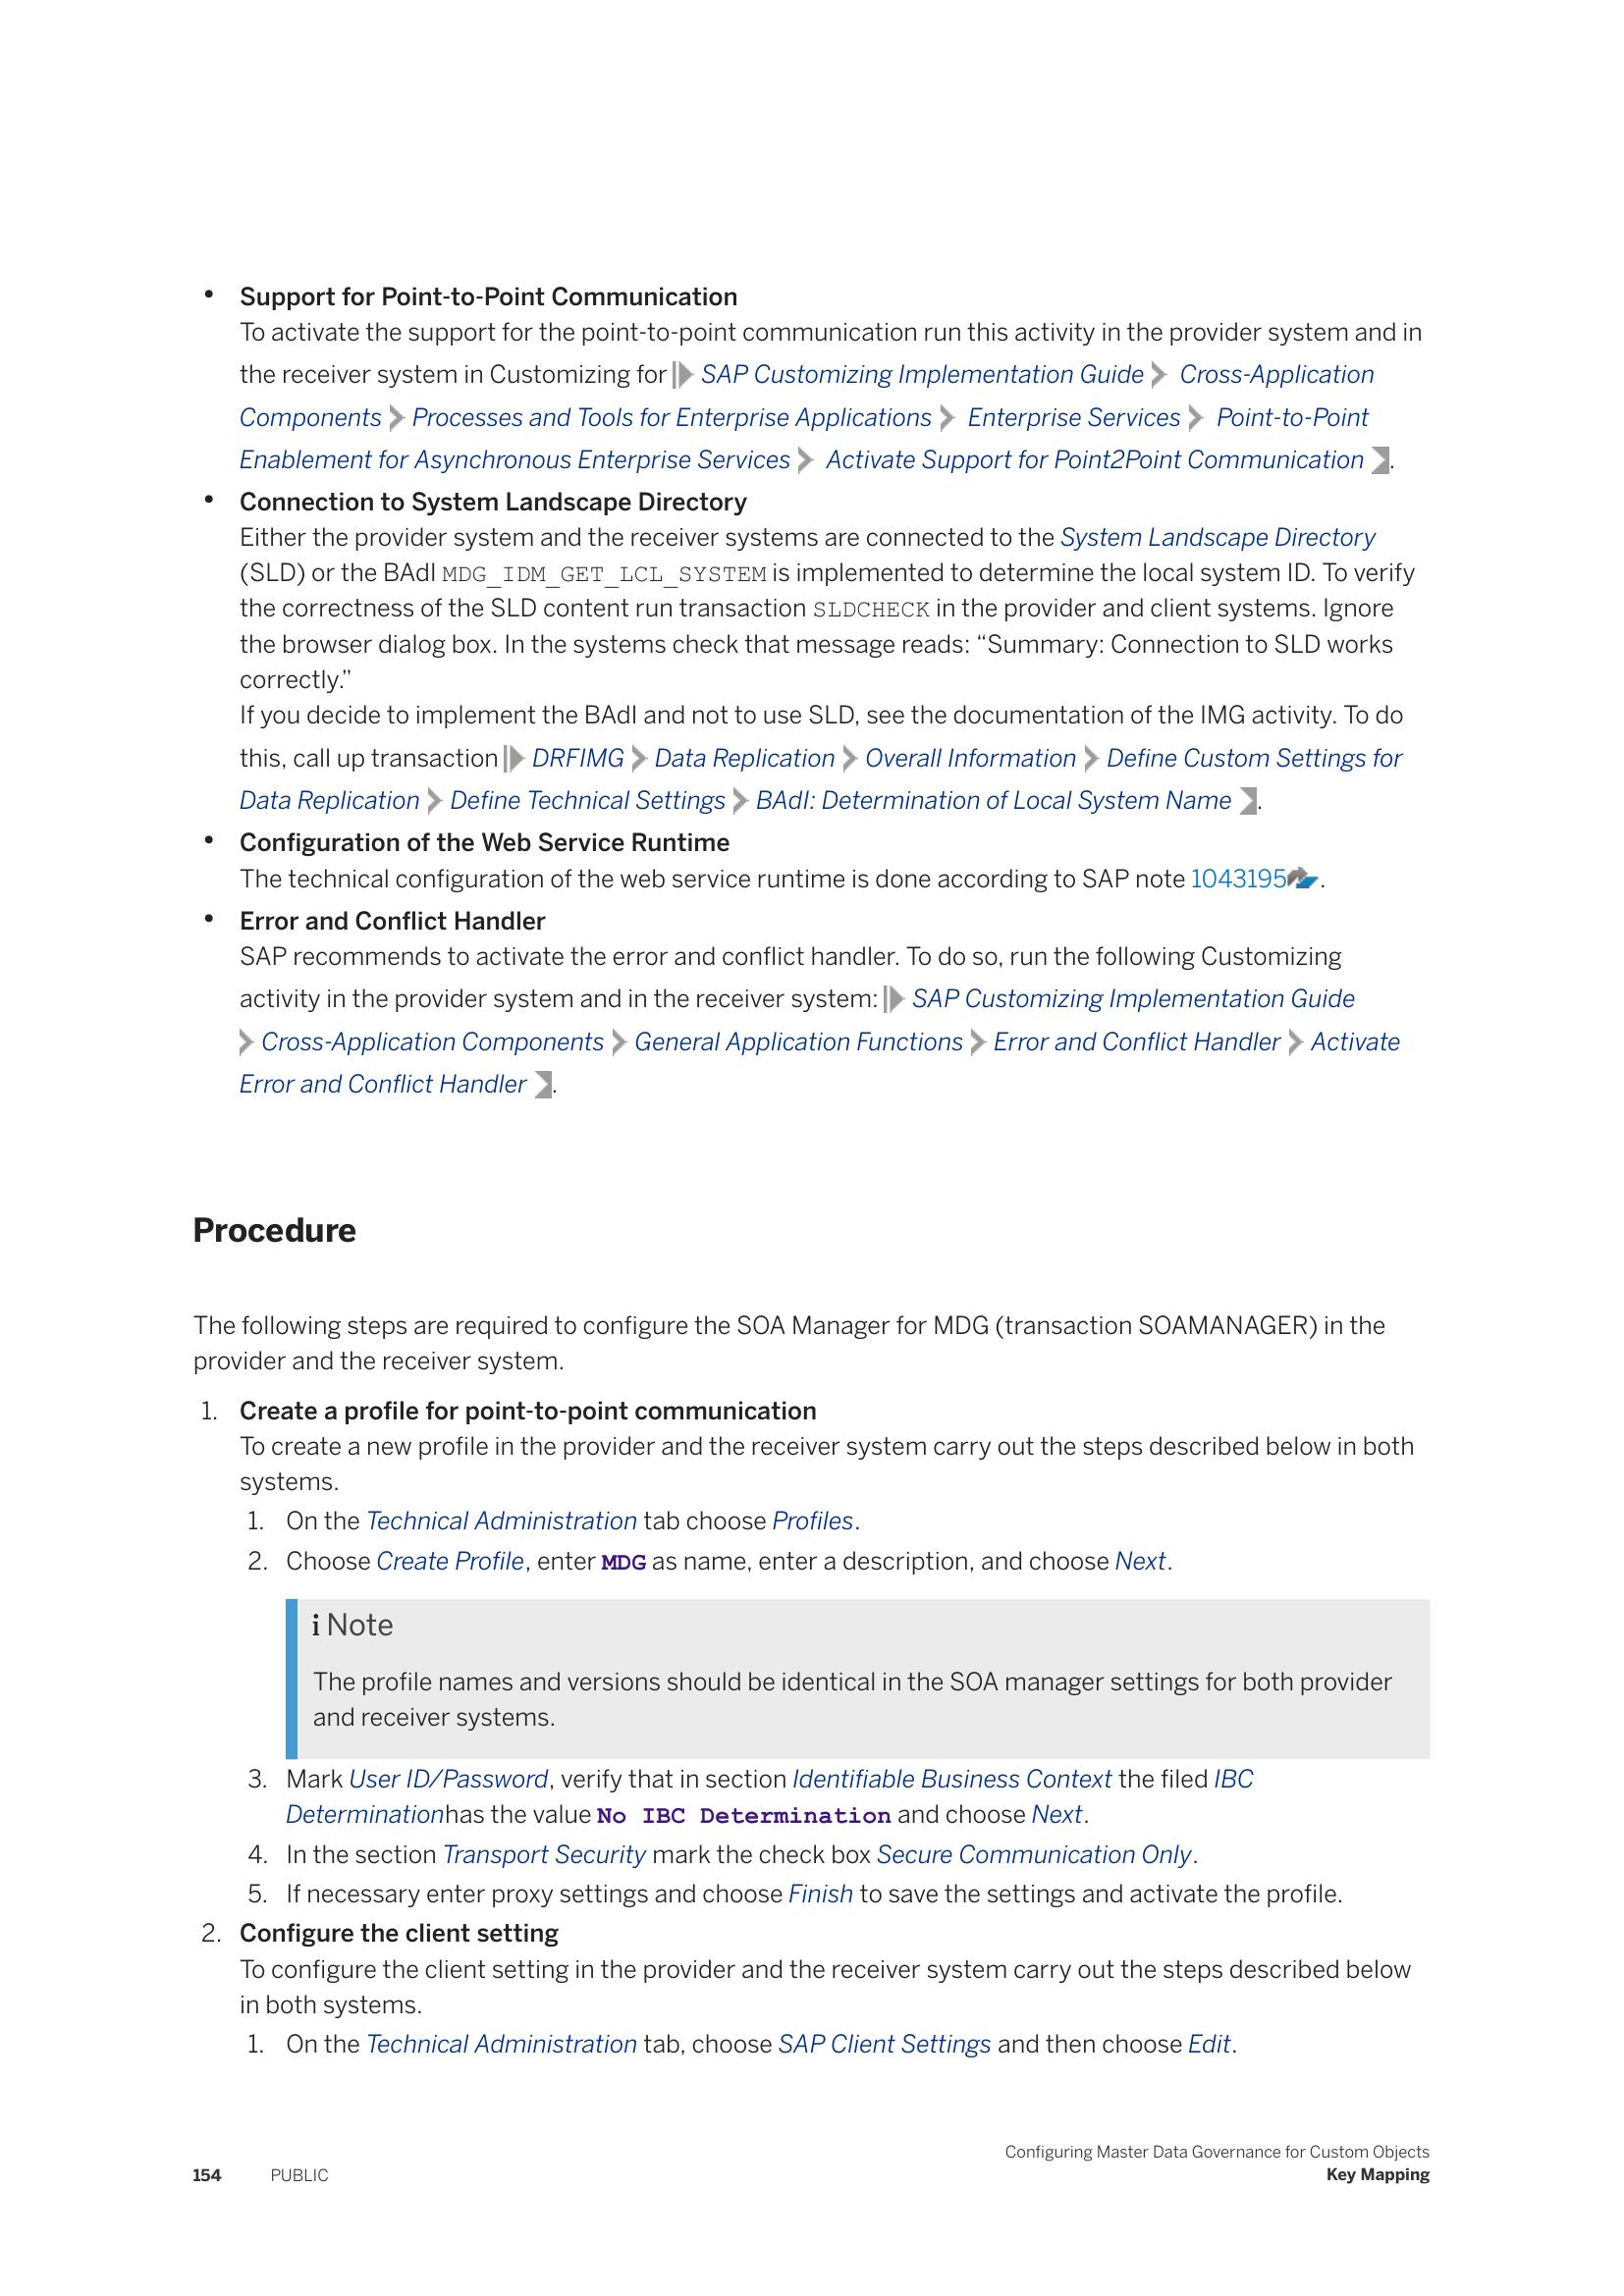 • Support for Point-to-Point Communication
To activate the support for the point-to-point communication run this activity in the provider system and in
the receiver system in Customizing for SAP Customizing Implementation Guide Cross-Application
Components Processes and Tools for Enterprise Applications Enterprise Services Point-to-Point
Enablement for Asynchronous Enterprise Services Activate Support for Point2Point Communication .
• Connection to System Landscape Directory
Either the provider system and the receiver systems are connected to the System Landscape Directory
(SLD) or the BAdI MDG_IDM_GET_LCL_SYSTEM is implemented to determine the local system ID. To verify
the correctness of the SLD content run transaction SLDCHECK in the provider and client systems. Ignore
the browser dialog box. In the systems check that message reads: “Summary: Connection to SLD works
correctly.”
If you decide to implement the BAdI and not to use SLD, see the documentation of the IMG activity. To do
this, call up transaction DRFIMG Data Replication Overall Information Define Custom Settings for
Data Replication Define Technical Settings BAdI: Determination of Local System Name .
• Configuration of the Web Service Runtime
The technical configuration of the web service runtime is done according to SAP note 1043195 .
• Error and Conflict Handler
SAP recommends to activate the error and conflict handler. To do so, run the following Customizing
activity in the provider system and in the receiver system: SAP Customizing Implementation Guide
Cross-Application Components General Application Functions Error and Conflict Handler Activate
Error and Conflict Handler .
Procedure
The following steps are required to configure the SOA Manager for MDG (transaction SOAMANAGER) in the
provider and the receiver system.
1. Create a profile for point-to-point communication
To create a new profile in the provider and the receiver system carry out the steps described below in both
systems.
1. On the Technical Administration tab choose Profiles.
2. Choose Create Profile, enter MDG as name, enter a description, and choose Next.
i Note
The profile names and versions should be identical in the SOA manager settings for both provider
and receiver systems.
3. Mark User ID/Password, verify that in section Identifiable Business Context the filed IBC
Determinationhas the value No IBC Determination and choose Next.
4. In the section Transport Security mark the check box Secure Communication Only.
5. If necessary enter proxy settings and choose Finish to save the settings and activate the profile.
2. Configure the client setting
To configure the client setting in the provider and the receiver system carry out the steps described below
in both systems.
1. On the Technical Administration tab, choose SAP Client Settings and then choose Edit.
Configuring Master Data Governance for Custom Objects
154 PUBLIC Key Mapping